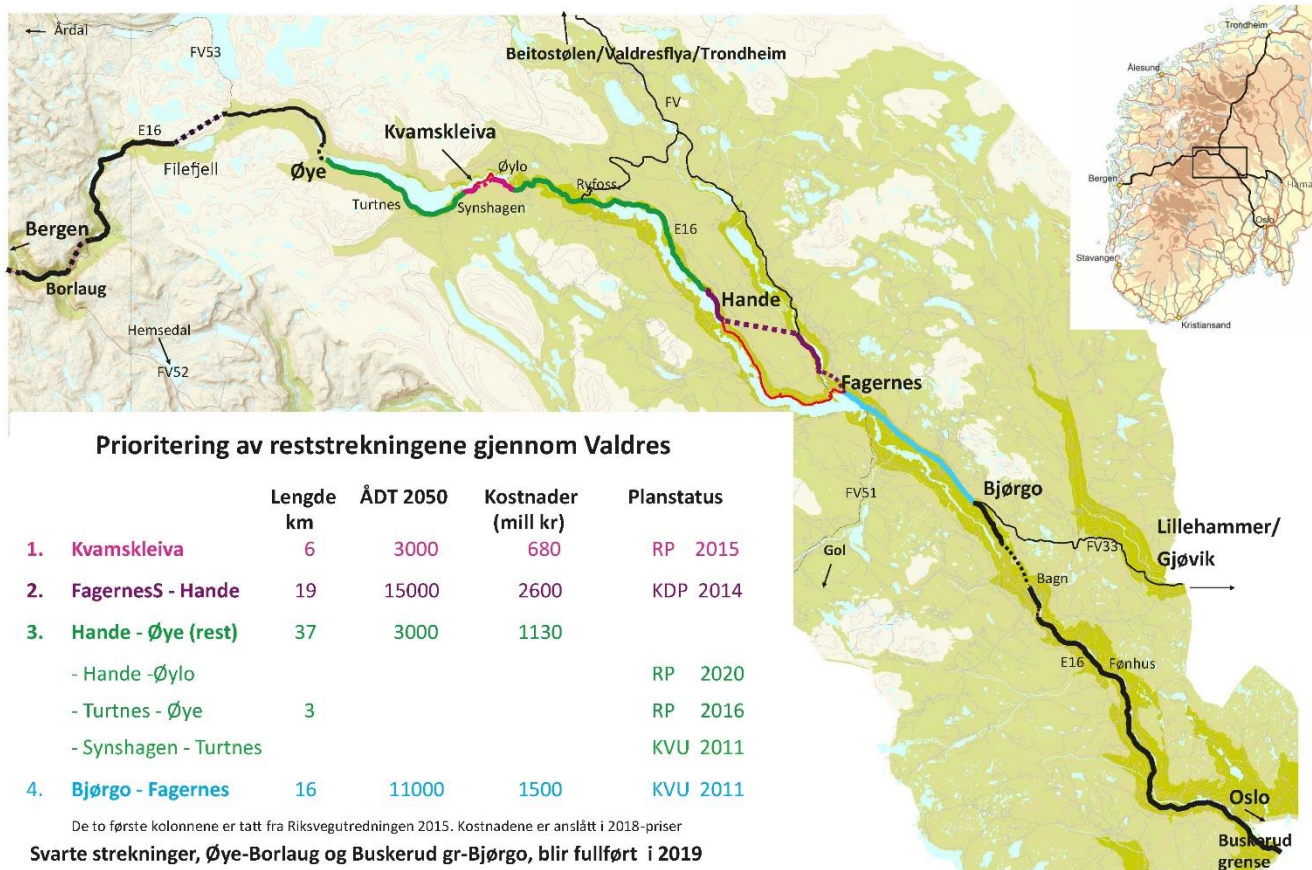 Årdal
FV53
Beitostølen/Valdresflya/Trondheim
FV
E16
Filefjell
Kvamskleiva
Øye
Øylo
Ryfoss
Turtnes
Synshagen
E16
Bergen
Borlaug
Hemsedal
FV52
Hande
Fagernes
FV51
Gol
Bjørgo
FV33
Lillehammer/
Gjøvik
Bagn
E16
Fønhus
Oslo
Buskerud
grense
Trondheim
Ålesund
Bergen
Hama
Oslo
Stavanger
Kristiansand
Prioritering av reststrekningene gjennom Valdres
Lengde ÅDT 2050 Kostnader Planstatus
km (mill kr)
1. Kvamskleiva 6 3000 680 RP 2015
2. FagernesS - Hande 19 15000 2600 KDP 2014
3. Hande - Øye (rest) 37 3000 1130
- Hande -Øylo RP 2020
- Turtnes - Øye 3 RP 2016
- Synshagen - Turtnes KVU 2011
4. Bjørgo - Fagernes 16 11000 1500 KVU 2011
De to første kolonnene er tatt fra Riksvegutredningen 2015. Kostnadene er anslått i 2018-priser
Svarte strekninger, Øye-Borlaug og Buskerud gr-Bjørgo, blir fullført i 2019